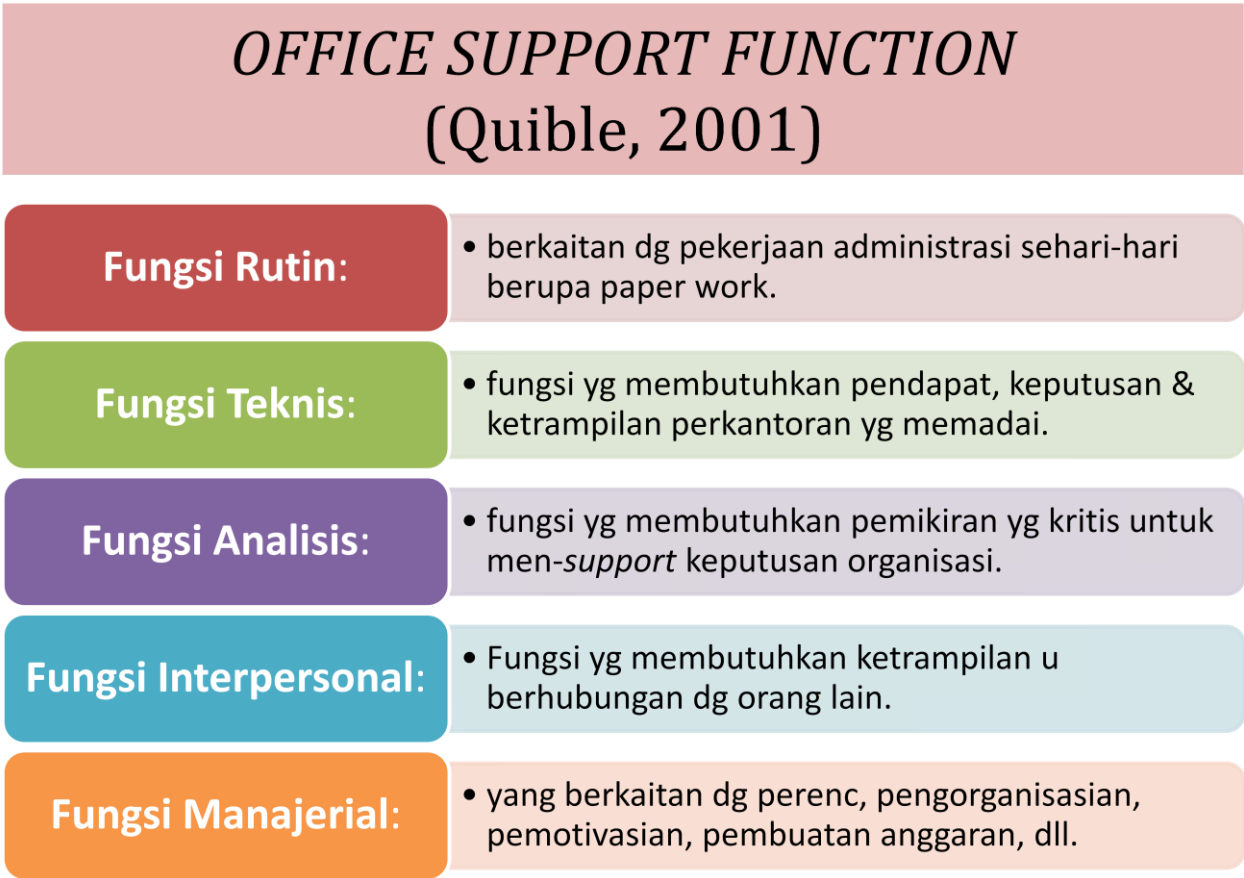 OFFICE SUPPORT FUNCTION
(Quible, 2001)
Fungsi Rutin:
• berkaitan dg pekerjaan administrasi sehari-hari
berupa paper work.
Fungsi Teknis:
• fungsi yg membutuhkan pendapat, keputusan &
ketrampilan perkantoran yg memadai.
Fungsi Analisis:
• fungsi yg membutuhkan pemikiran yg kritis untuk
men-support keputusan organisasi.
Fungsi Interpersonal:
• Fungsi yg membutuhkan ketrampilan u
berhubungan dg orang lain.
Fungsi Manajerial:
• yang berkaitan dg perenc, pengorganisasian,
pemotivasian, pembuatan anggaran, dll.